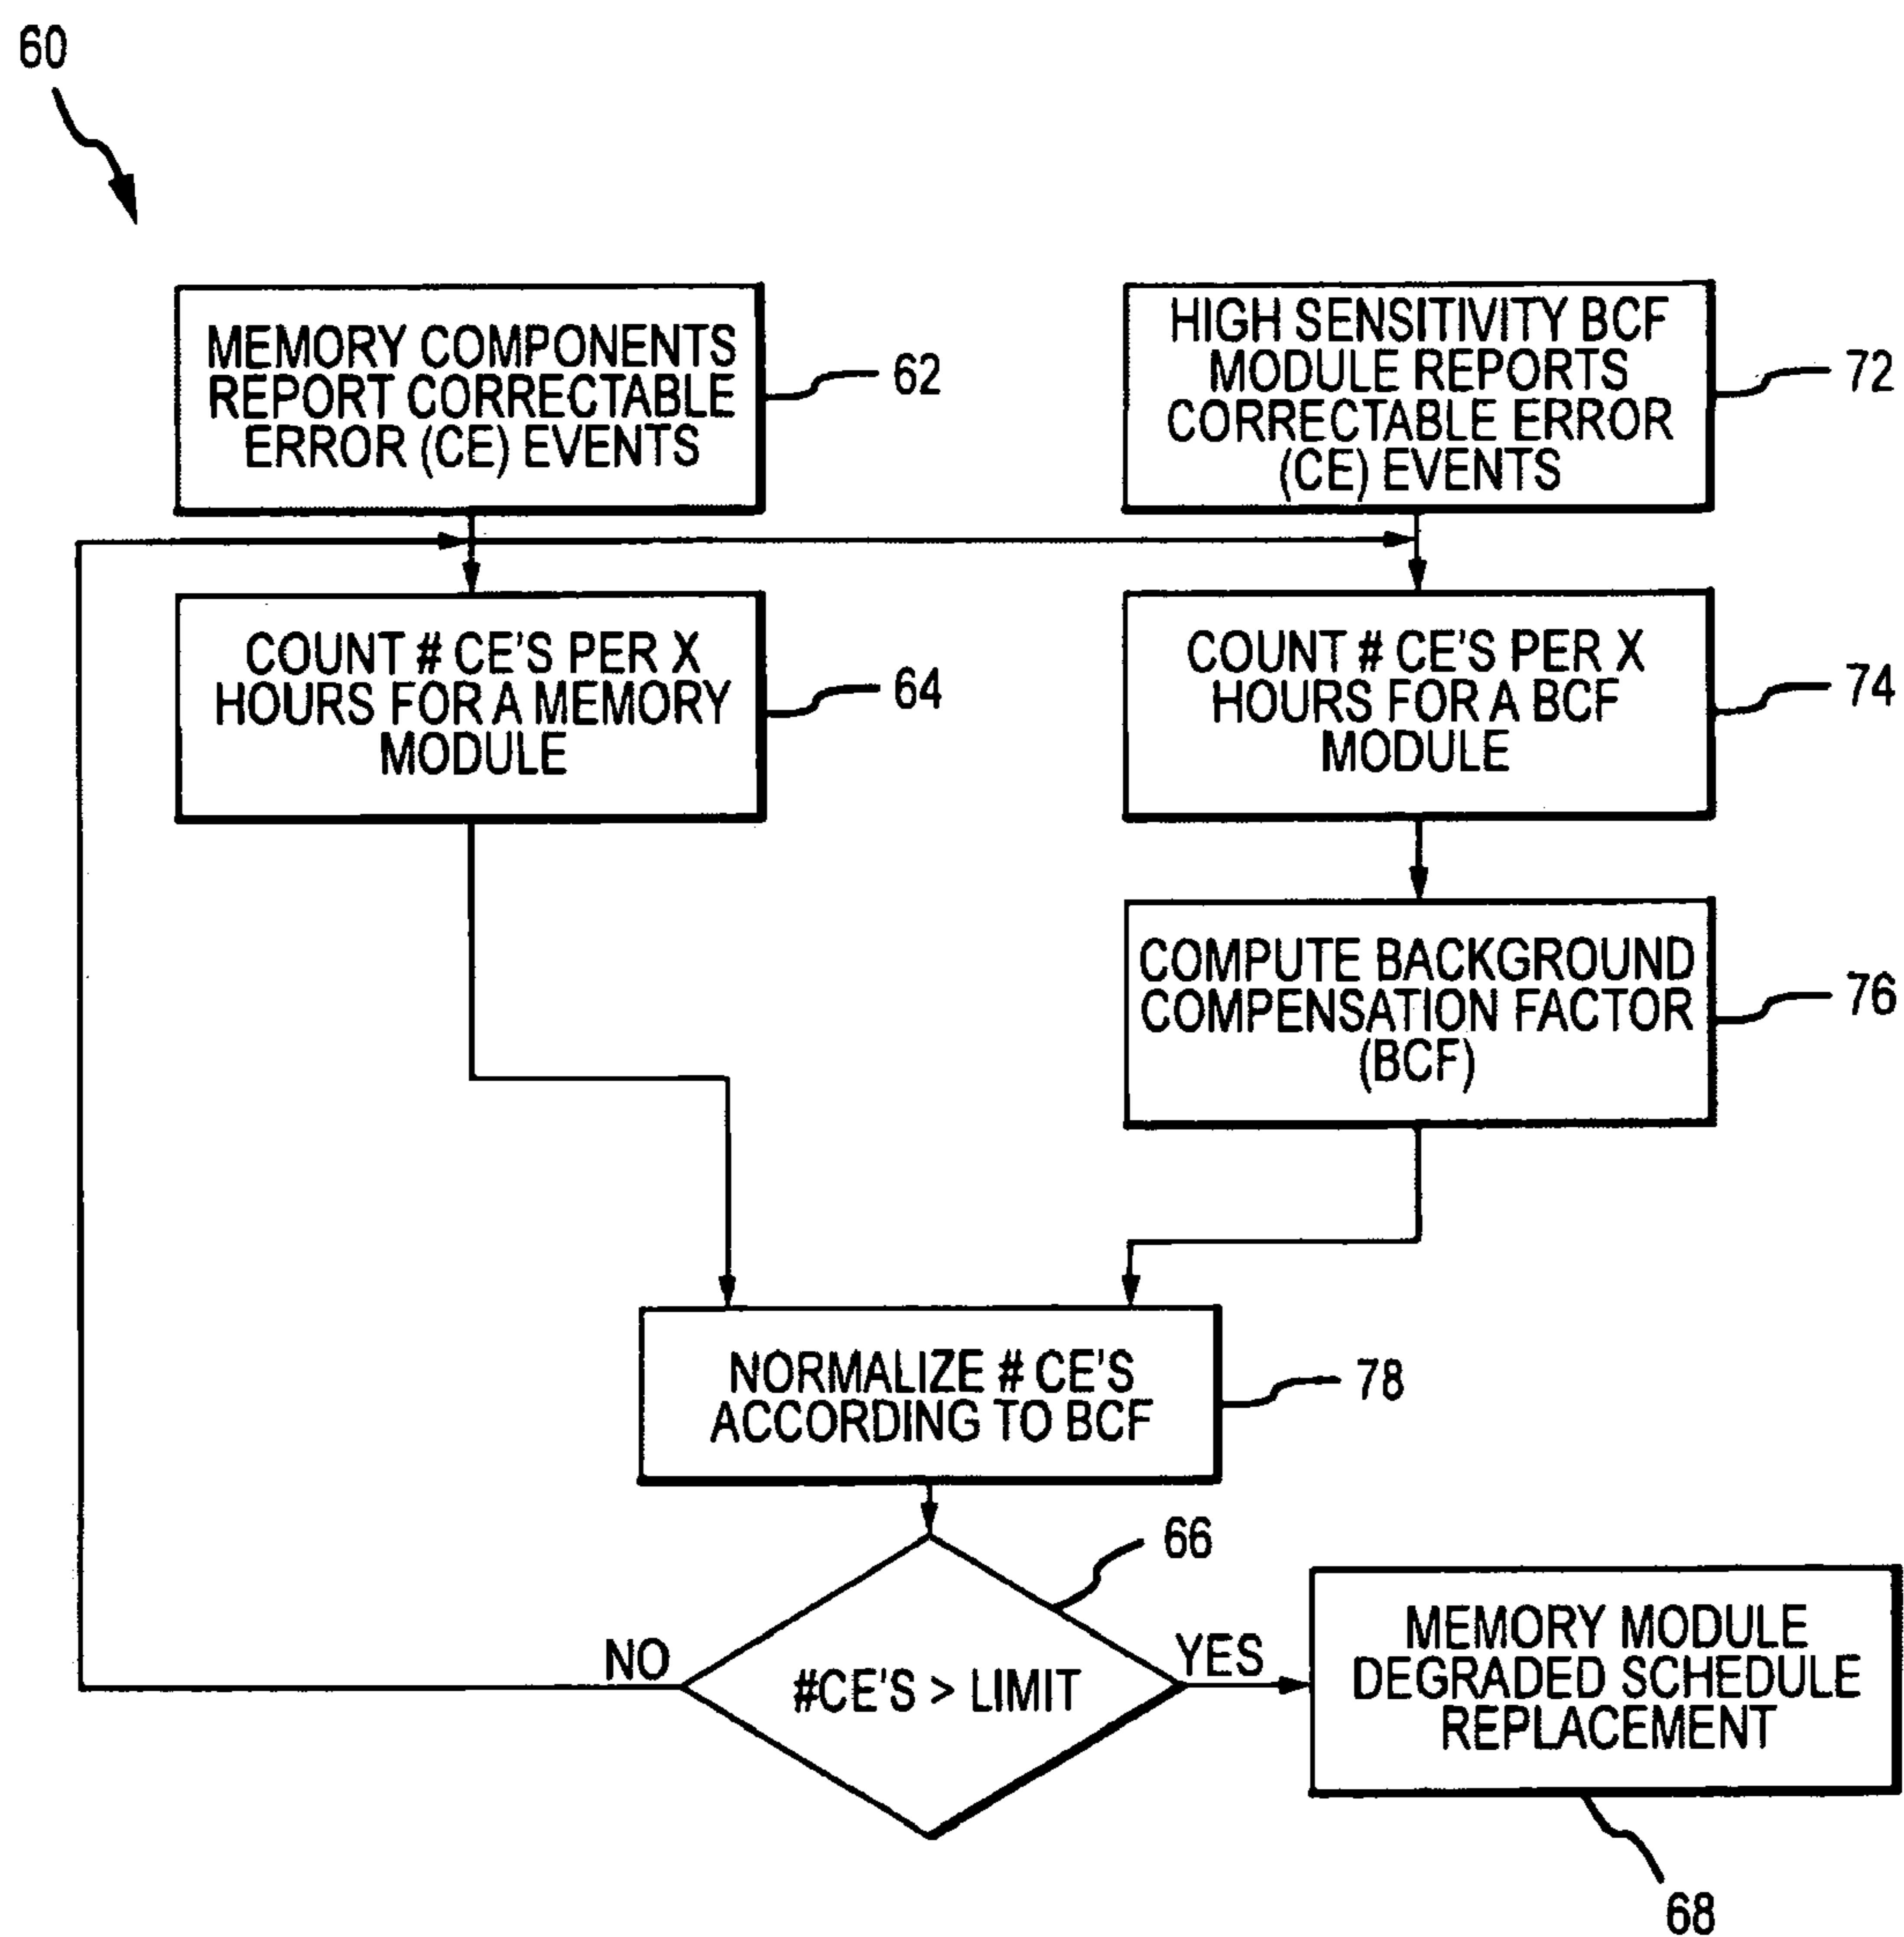 60
MEMORY COMPONENTS
REPORT CORRECTABLE
ERROR (CE) EVENTS
62
HIGH SENSITIVITY BCF
MODULE REPORTS
CORRECTABLE ERROR
(CE) EVENTS
72
COUNT # CE'S PER X
HOURS FOR A MEMORY
MODULE
64
COUNT # CE'S PER X
HOURS FOR A BCF
MODULE
74
COMPUTE BACKGROUND
COMPENSATION FACTOR
(BCF)
76
NORMALIZE # CE'S
ACCORDING TO BCF
78
66
NO
#CE'S > LIMIT
YES
MEMORY MODULE
DEGRADED SCHEDULE
REPLACEMENT
68